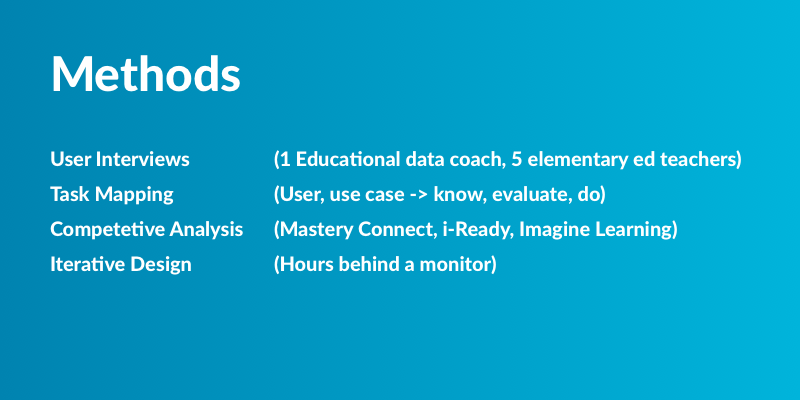 Methods
User Interviews (1 Educational data coach, 5 elementary ed teachers)
Task Mapping (User, use case -> know, evaluate, do)
Competetive Analysis (Mastery Connect, i-Ready, Imagine Learning)
Iterative Design (Hours behind a monitor)